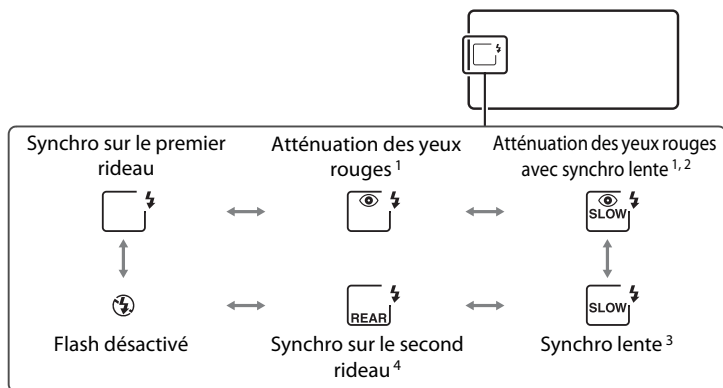 Synchro sur le premier rideau
Atténuation des yeux rouges 1
Atténuation des yeux rouges avec synchro lente 1, 2
SLOW
REAR
SLOW
Flash désactivé
Synchro sur le second rideau 4
Synchro lente 3